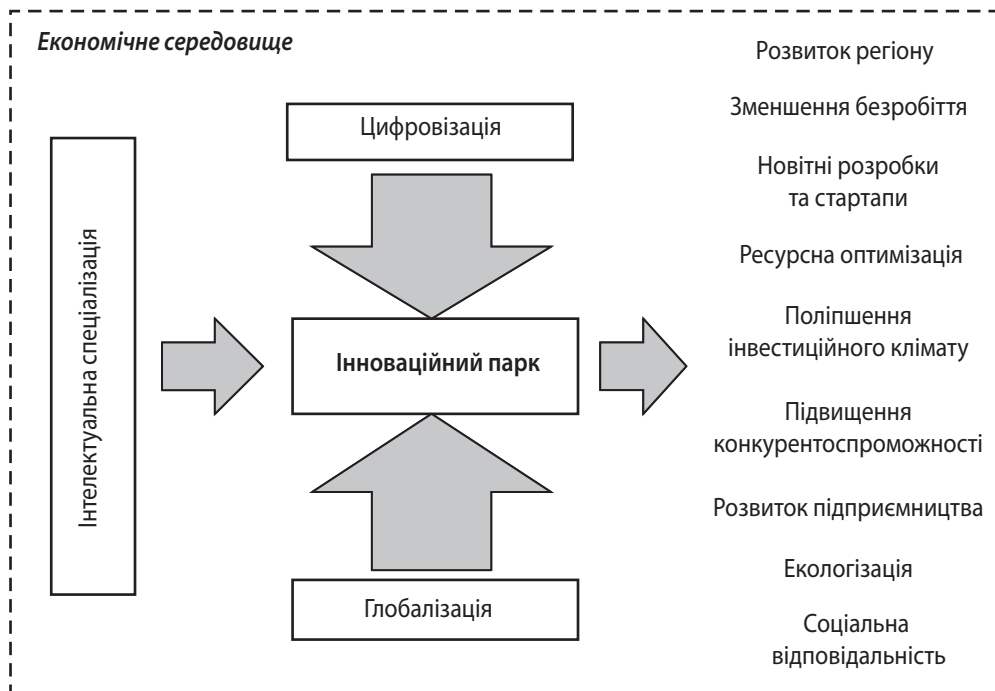 Економічне середовище
Інтелектуальна спеціалізація
Цифровізація
Інноваційний парк
Глобалізація
Розвиток регіону
Зменшення безробіття
Новітні розробки
та стартапи
Ресурсна оптимізація
Поліпшення
інвестиційного клімату
Підвищення
конкурентоспроможності
Розвиток підприємництва
Екологізація
Соціальна
відповідальність